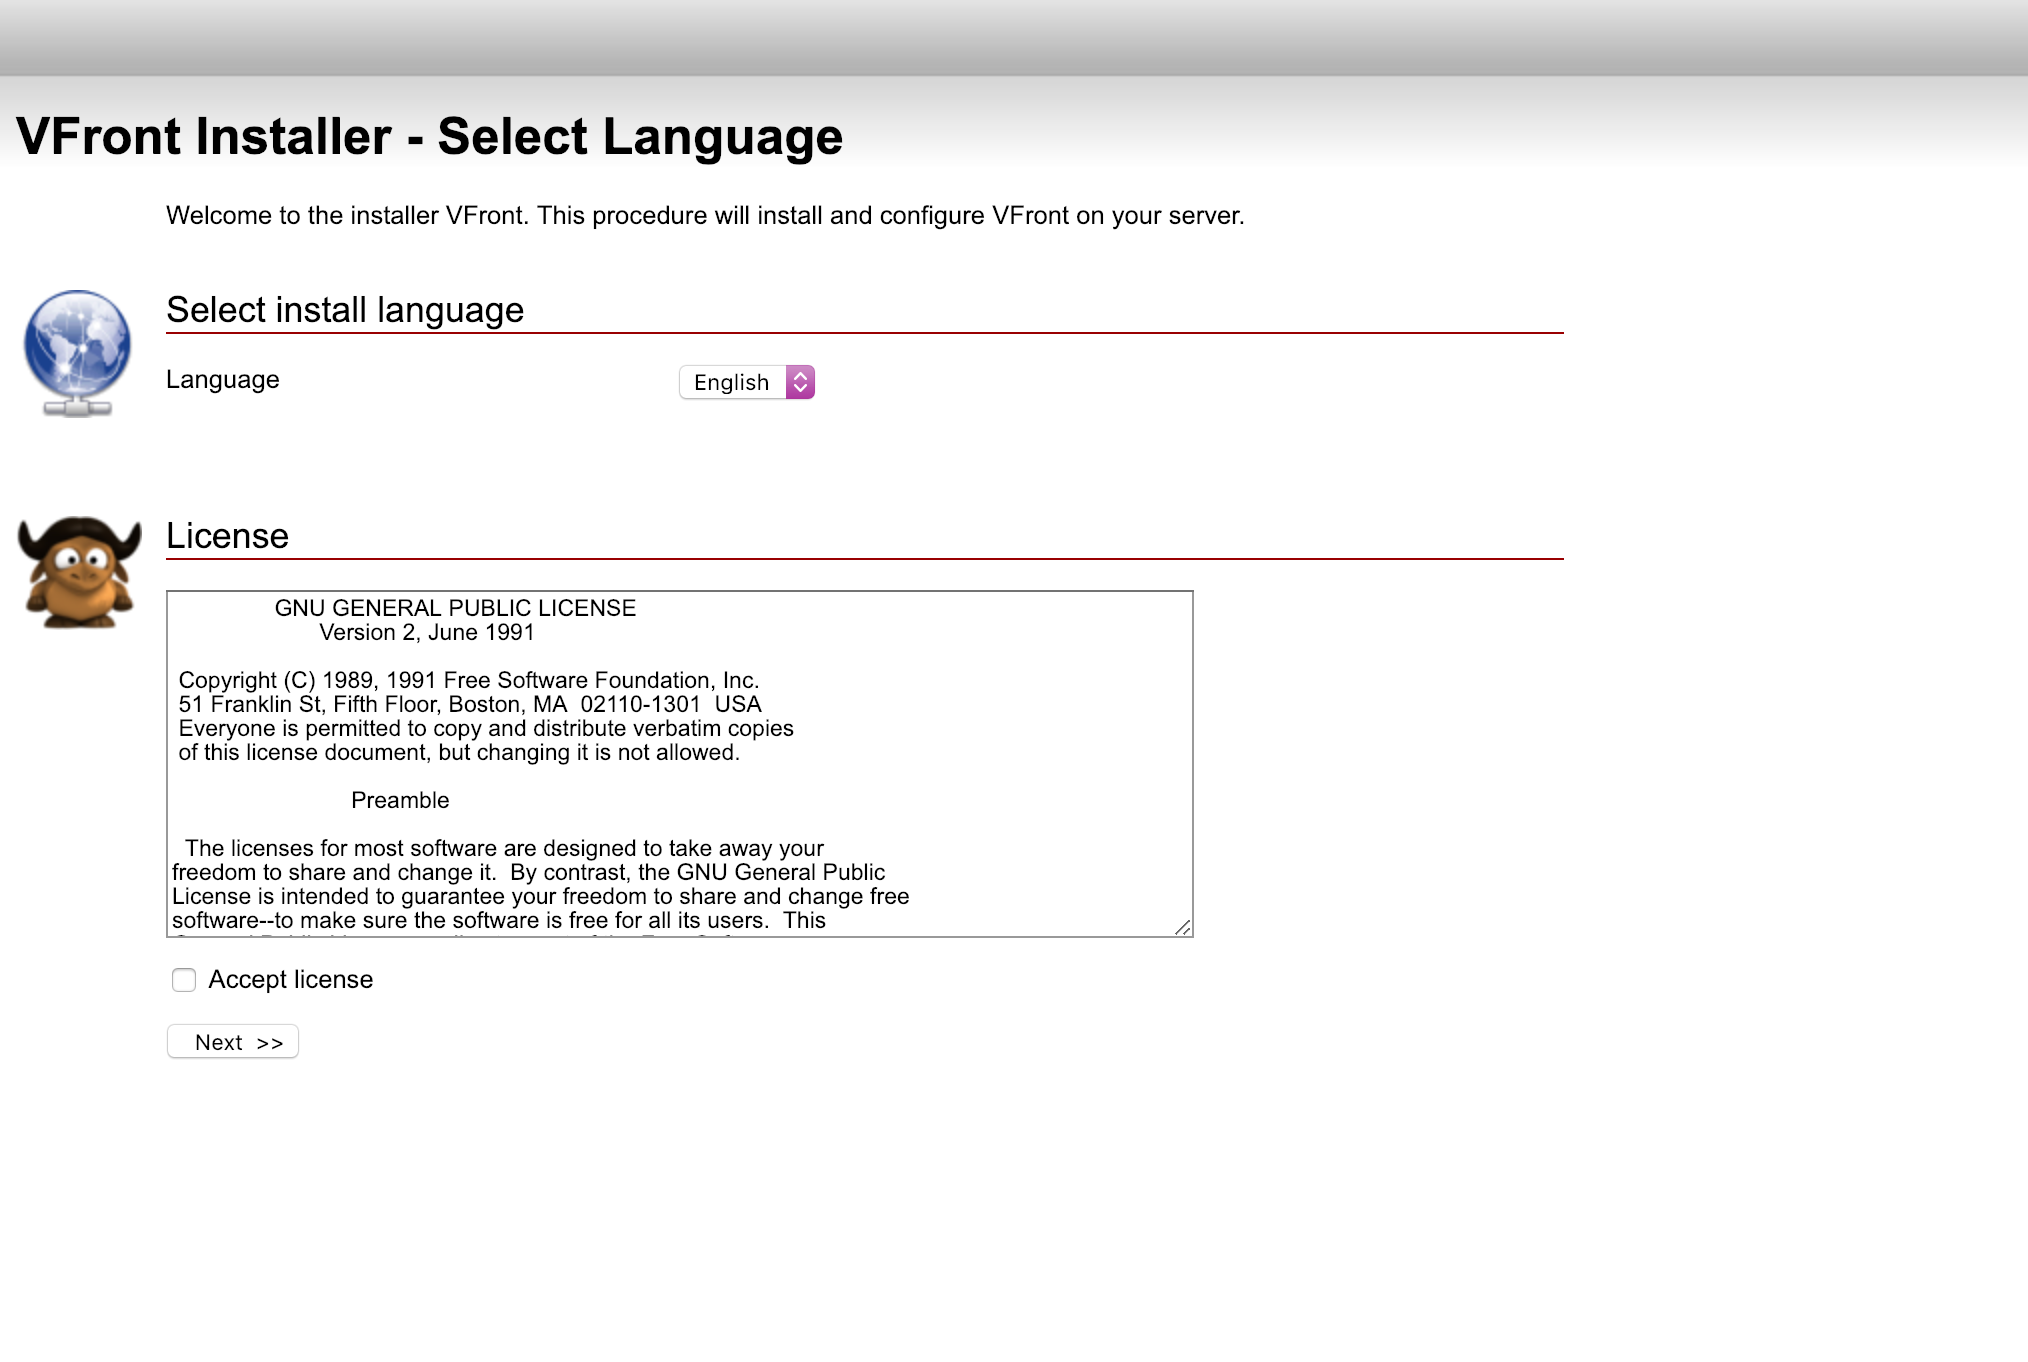 VFront Installer - Select Language
Welcome to the installer VFront. This procedure will install and configure VFront on your server.
Select install language
Language
English
License
GNU GENERAL PUBLIC LICENSE
Version 2, June 1991
Copyright (C) 1989, 1991 Free Software Foundation, Inc.
51 Franklin St, Fifth Floor, Boston, MA  02110-1301  USA
Everyone is permitted to copy and distribute verbatim copies
of this license document, but changing it is not allowed.
Preamble
The licenses for most software are designed to take away your
freedom to share and change it.  By contrast, the GNU General Public
License is intended to guarantee your freedom to share and change free
software--to make sure the software is free for all its users.  This
Accept license
Next  >>